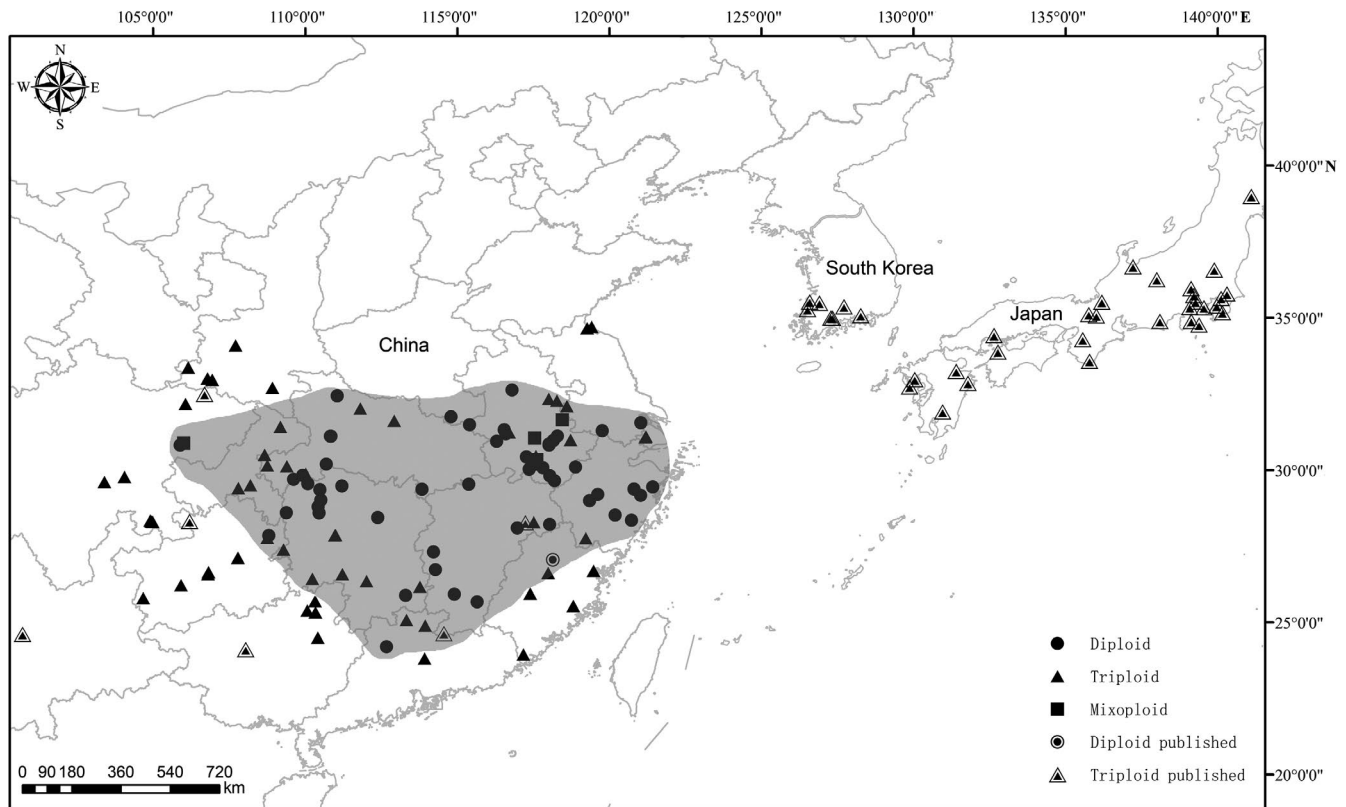 105°0'0" 110°0'0" 115°0'0" 120°0'0" 125°0'0" 130°0'0" 135°0'0" 140°0'0" E
N
W E
S
40°0'0" N
South Korea
35°0'0"
Japan
China
30°0'0"
25°0'0"
Diploid
Triploid
Mixoploid
Diploid published
Triploid published
0 90 180 360 540 720
km
20°0'0"